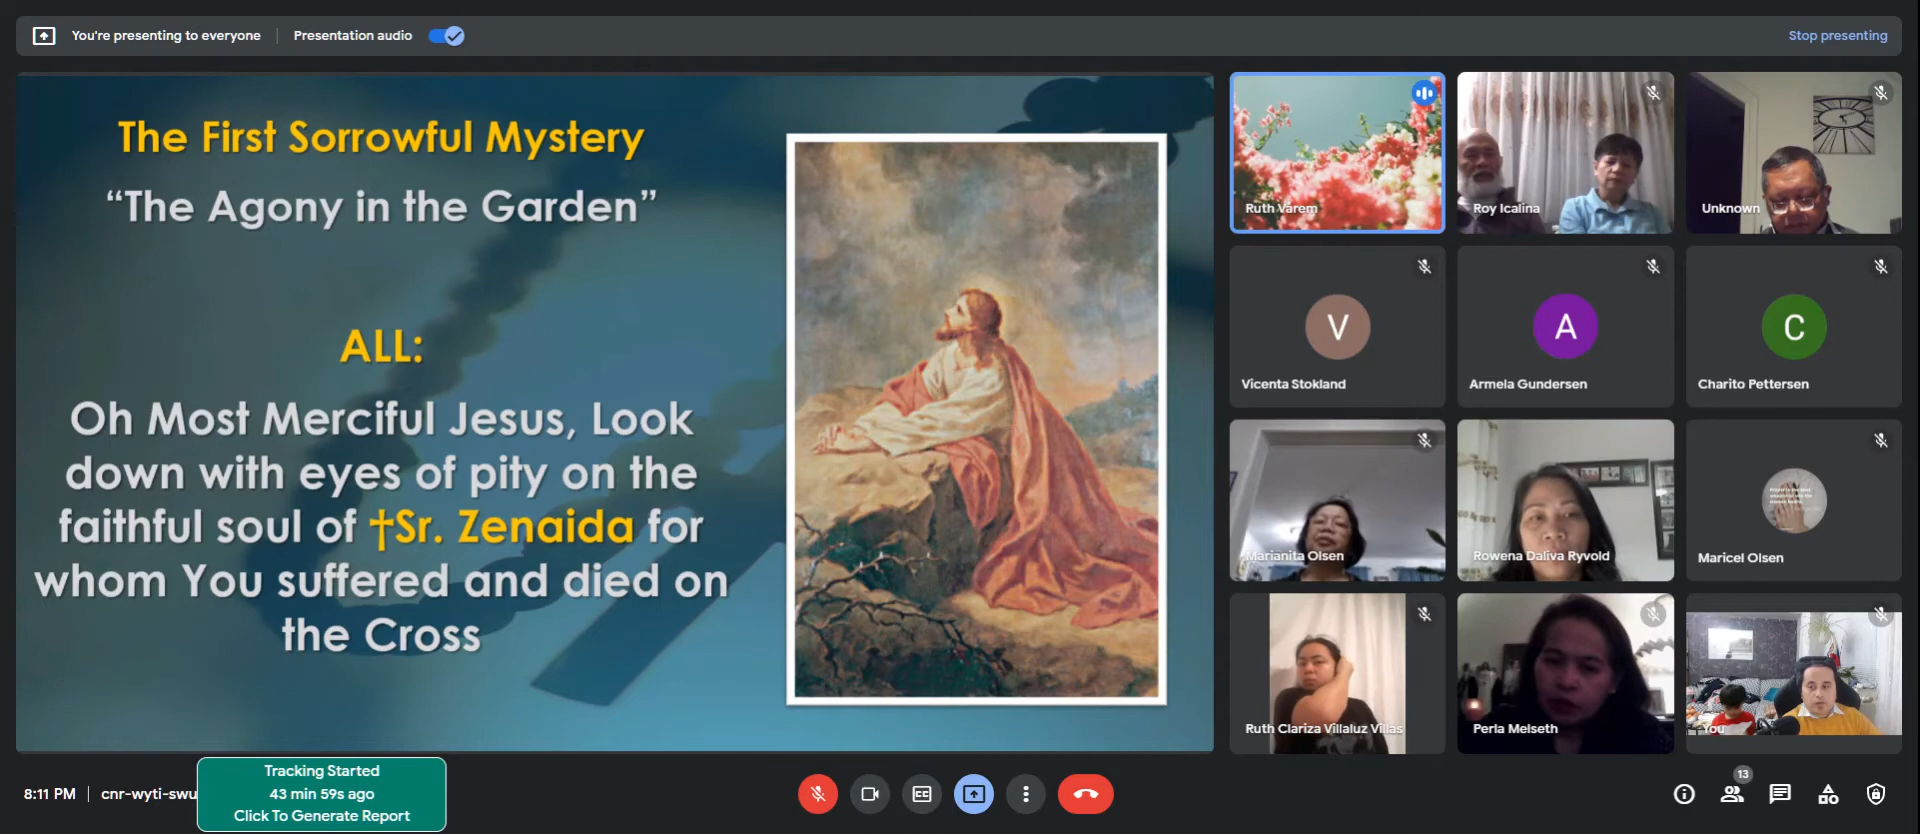 You're presenting to everyone
Presentation audio
Stop presenting
The First Sorrowful Mystery
“The Agony in the Garden”
ALL:
Oh Most Merciful Jesus, Look
down with eyes of pity on the
faithful soul of †Sr. Zenaida for
whom You suffered and died on
the Cross
Ruth Varem
Roy Icalina
Unknown
V
Vicenta Stokland
A
Armela Gundersen
C
Charito Pettersen
Marianita Olsen
Rowena Daliva Ryvold
Maricel Olsen
Ruth Clariza Villaluz Villas
Perla Melseth
You
8:11 PM
cnr-wyti-swu
Tracking Started
43 min 59s ago
Click To Generate Report
CC
13